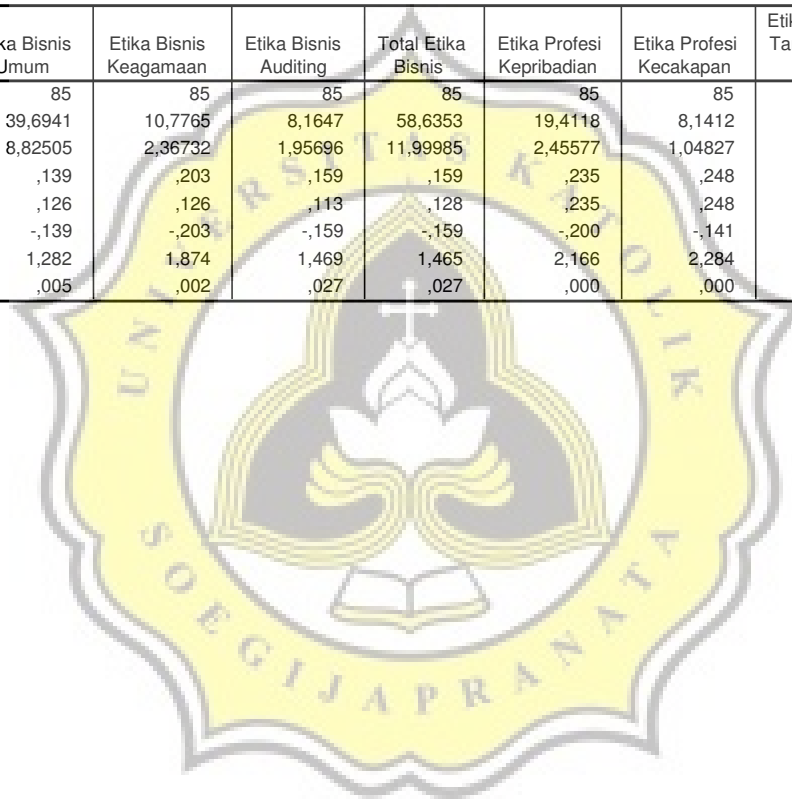 Etika Bisnis Etika Bisnis Total Etika Etika Profesi Etika Profesi
Bisnis Umum Keagamaan Auditing Bisnis Kepribadian Kecakapan
85 85 85 85 85 85
39,6941 10,7765 8,1647 58,6353 19,4118 8,1412
8,82505 2,36732 1,95696 11,99985 2,45577 1,04827
,139 ,203 ,159 ,159 ,235 ,248
,126 ,126 ,113 ,128 ,235 ,248
-,139 -,203 -,159 -,159 -,200 -,141
1,282 1,874 1,469 1,465 2,166 2,284
,005 ,002 ,027 ,027 ,000 ,000
UNIVERSITAS KATOLIK
SOEGIJAPRANATA